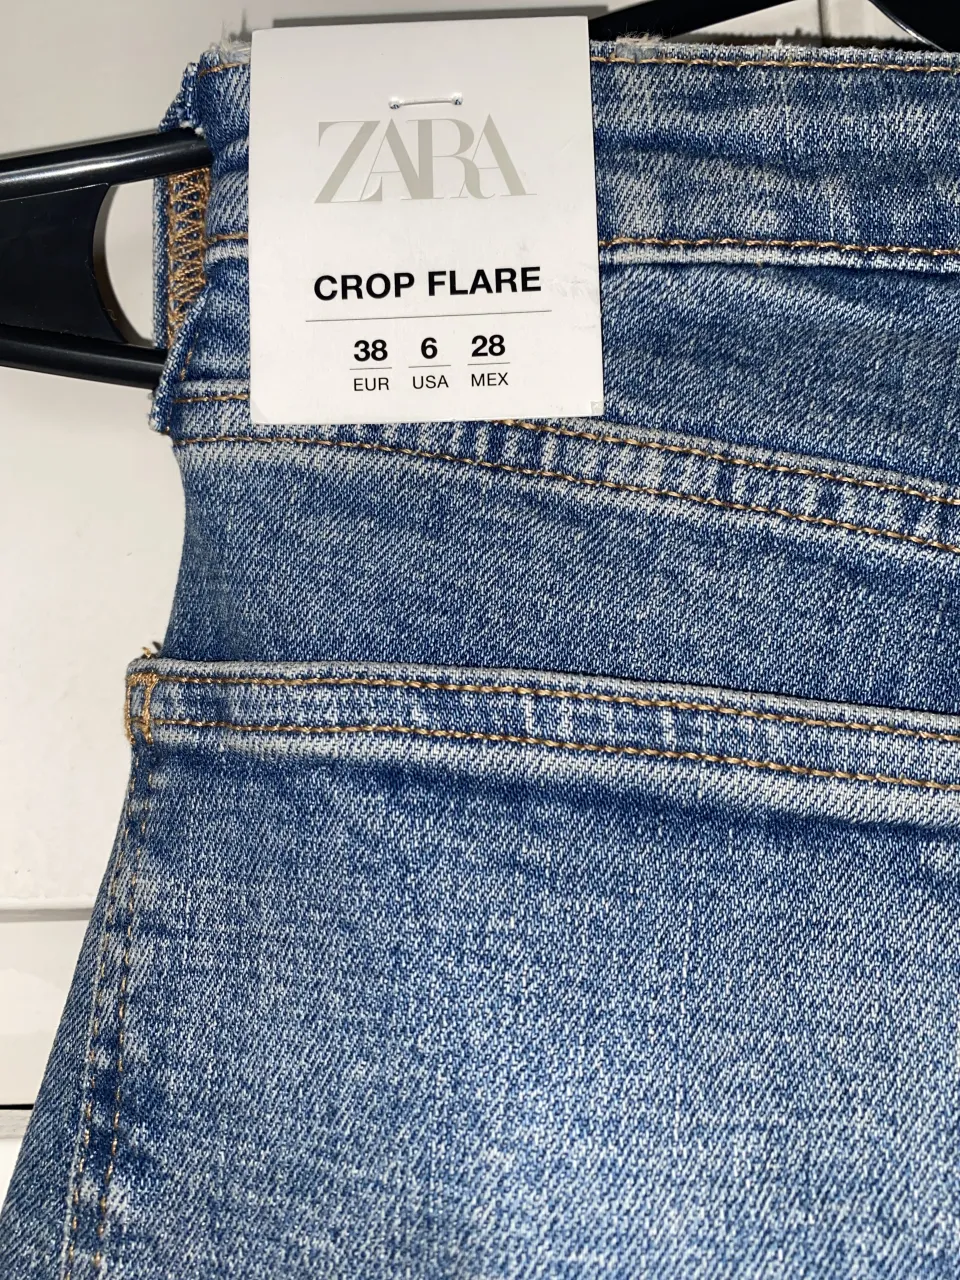 ZARA
CROP FLARE
38 6 28
EUR USA MEX